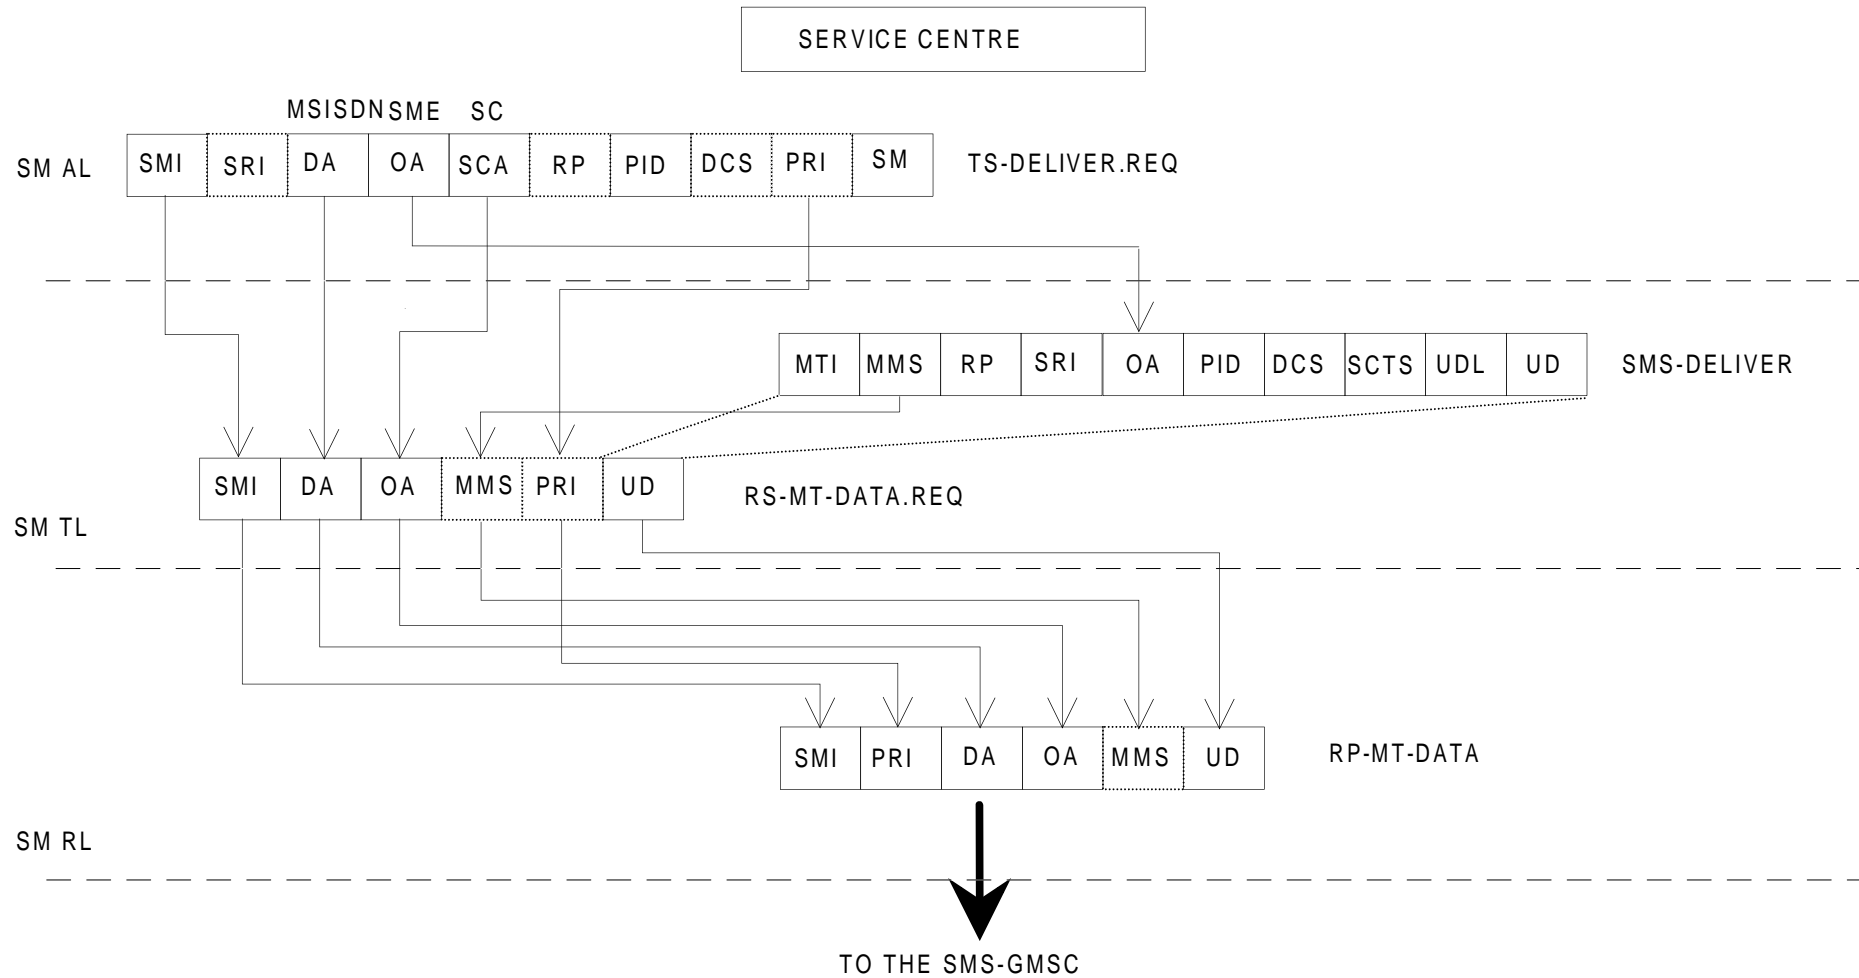 SERVICE CENTRE
MSISDN SME SC
SM AL SMI SRI DA OA SCA RP PID DCS PRI SM TS-DELIVER.REQ
MTI MMS RP SRI OA PID DCS SCTS UDL UD SMS-DELIVER
SMI DA OA MMS PRI UD RS-MT-DATA.REQ
SM TL
SMI PRI DA OA MMS UD RP-MT-DATA
SM RL
TO THE SMS-GMSC